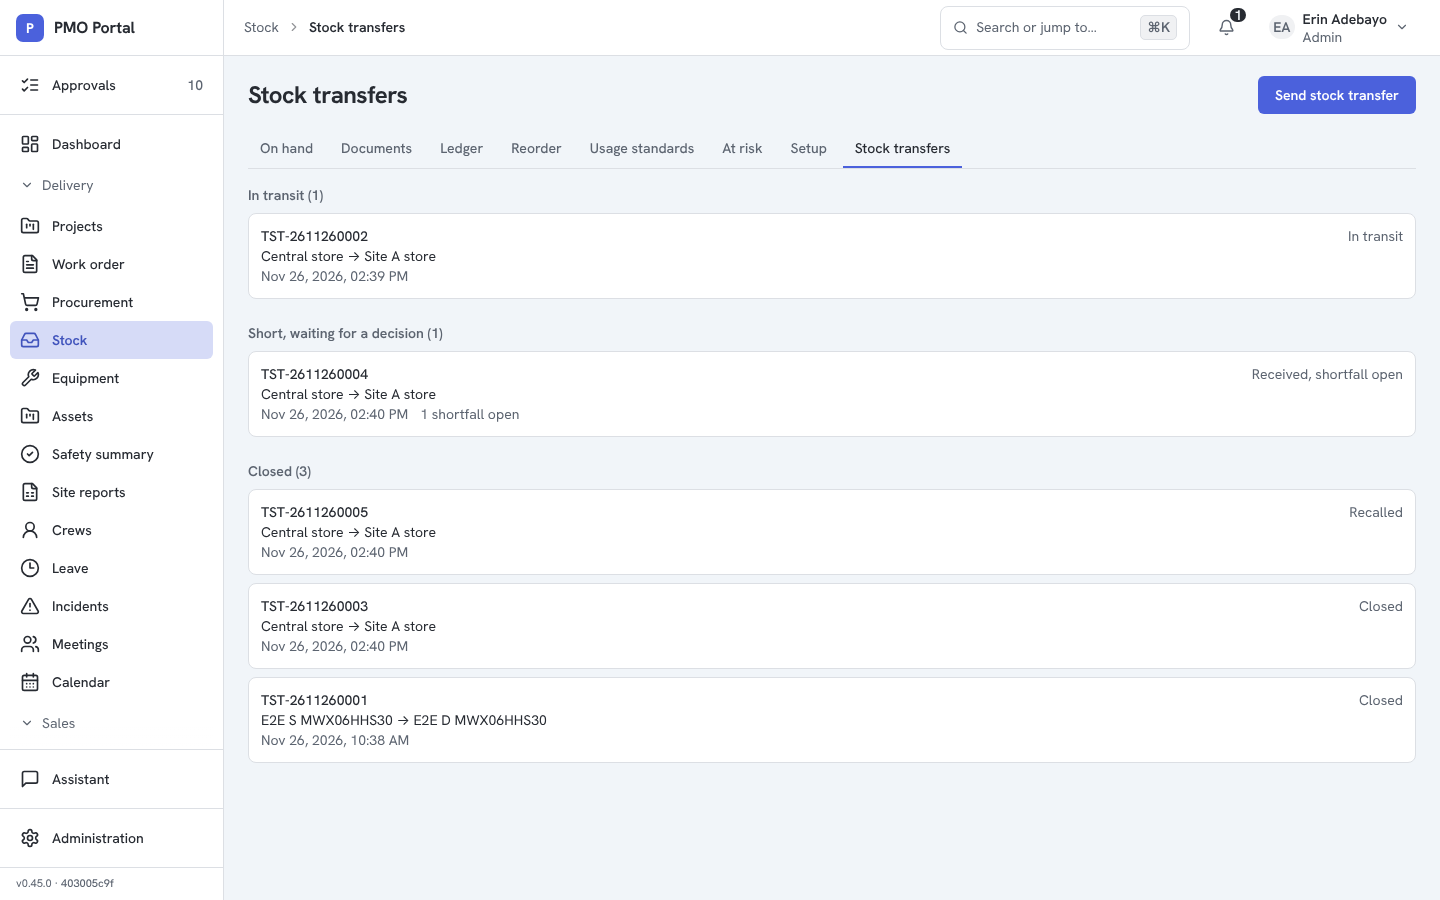 P PMO Portal
Stock > Stock transfers
Search or jump to... ⌘K
1
EA Erin Adebayo
Admin
Approvals 10
Dashboard
Delivery
Projects
Work order
Procurement
Stock
Equipment
Assets
Safety summary
Site reports
Crews
Leave
Incidents
Meetings
Calendar
Sales
Assistant
Administration
v0.45.0 · 403005c9f
Stock transfers
Send stock transfer
On hand Documents Ledger Reorder Usage standards At risk Setup Stock transfers
In transit (1)
TST-2611260002 In transit
Central store → Site A store
Nov 26, 2026, 02:39 PM
Short, waiting for a decision (1)
TST-2611260004 Received, shortfall open
Central store → Site A store
Nov 26, 2026, 02:40 PM 1 shortfall open
Closed (3)
TST-2611260005 Recalled
Central store → Site A store
Nov 26, 2026, 02:40 PM
TST-2611260003 Closed
Central store → Site A store
Nov 26, 2026, 02:40 PM
TST-2611260001 Closed
E2E S MWX06HHS30 → E2E D MWX06HHS30
Nov 26, 2026, 10:38 AM